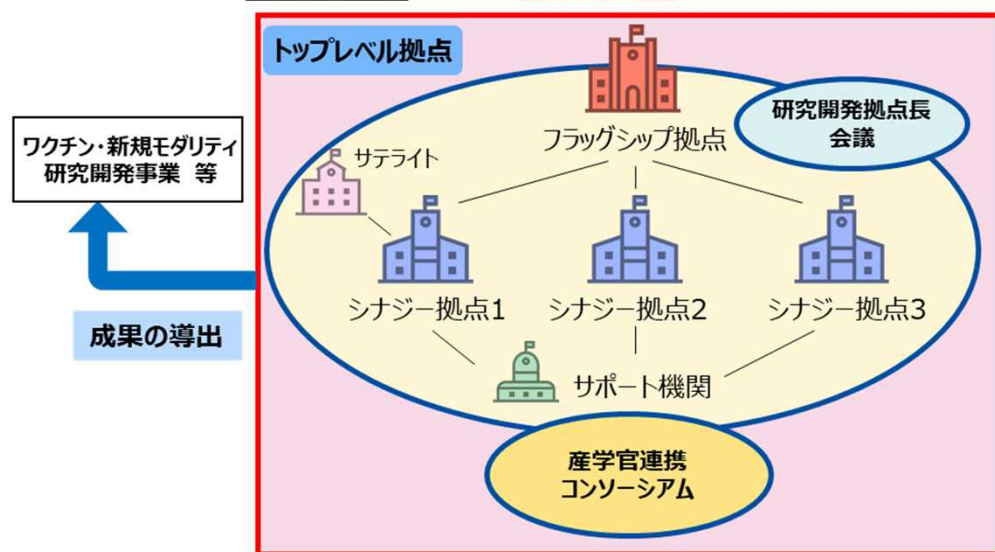 トップレベル拠点
研究開発拠点長
会議
フラッグシップ拠点
ワクチン・新規モダリティ
研究開発事業 等
サテライト
シナジー拠点1
シナジー拠点2
シナジー拠点3
成果の導出
サポート機関
産学官連携
コンソーシアム